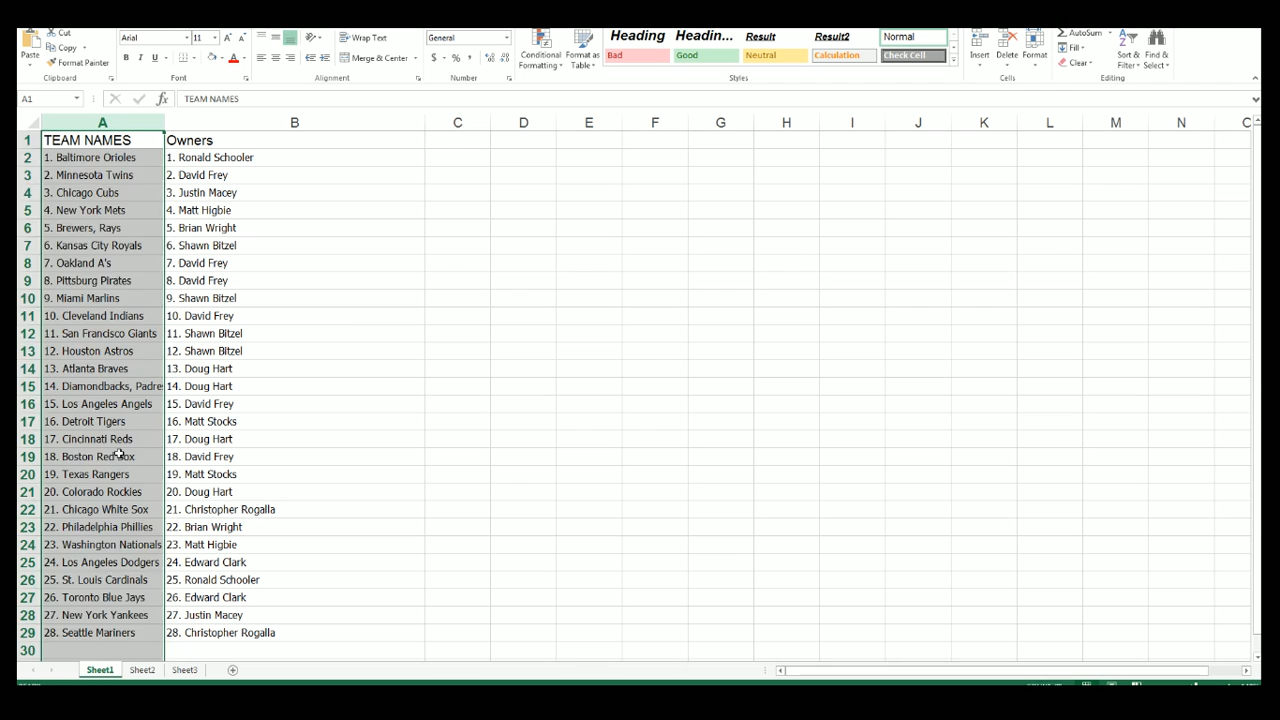 Cut
Copy
Format Painter
Paste
Clipboard
Arial 11
B I U
Font
Wrap Text
Merge & Center
Alignment
General
$ % ,
Number
Conditional Formatting
Format as Table
Heading Headin... Result Result2 Normal
Bad Good Neutral Calculation Check Cell
Styles
Insert Delete Format
Cells
AutoSum
Fill
Clear
Sort & Filter
Find & Select
Editing
A1 fx TEAM NAMES
A B C D E F G H I J K L M N
1 TEAM NAMES Owners
2 1. Baltimore Orioles 1. Ronald Schooler
3 2. Minnesota Twins 2. David Frey
4 3. Chicago Cubs 3. Justin Macey
5 4. New York Mets 4. Matt Higbie
6 5. Brewers, Rays 5. Brian Wright
7 6. Kansas City Royals 6. Shawn Bitzel
8 7. Oakland A's 7. David Frey
9 8. Pittsburg Pirates 8. David Frey
10 9. Miami Marlins 9. Shawn Bitzel
11 10. Cleveland Indians 10. David Frey
12 11. San Francisco Giants 11. Shawn Bitzel
13 12. Houston Astros 12. Shawn Bitzel
14 13. Atlanta Braves 13. Doug Hart
15 14. Diamondbacks, Padre 14. Doug Hart
16 15. Los Angeles Angels 15. David Frey
17 16. Detroit Tigers 16. Matt Stocks
18 17. Cincinnati Reds 17. Doug Hart
19 18. Boston Red Sox 18. David Frey
20 19. Texas Rangers 19. Matt Stocks
21 20. Colorado Rockies 20. Doug Hart
22 21. Chicago White Sox 21. Christopher Rogalla
23 22. Philadelphia Phillies 22. Brian Wright
24 23. Washington Nationals 23. Matt Higbie
25 24. Los Angeles Dodgers 24. Edward Clark
26 25. St. Louis Cardinals 25. Ronald Schooler
27 26. Toronto Blue Jays 26. Edward Clark
28 27. New York Yankees 27. Justin Macey
29 28. Seattle Mariners 28. Christopher Rogalla
30
Sheet1 Sheet2 Sheet3